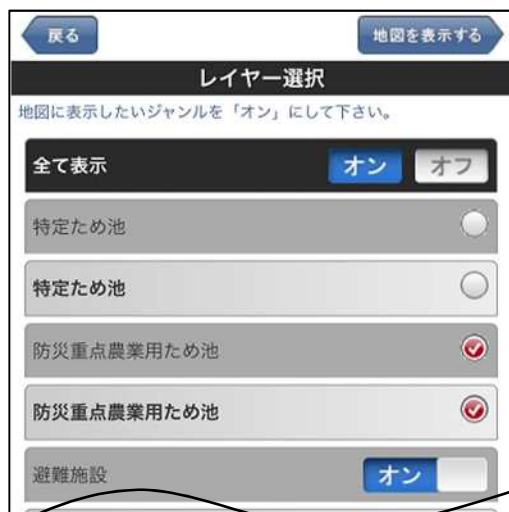 戻る
地図を表示する
レイヤー選択
地図に表示したいジャンルを「オン」にして下さい。
全て表示
オン
オフ
特定ため池
特定ため池
防災重点農業用ため池
防災重点農業用ため池
避難施設
オン